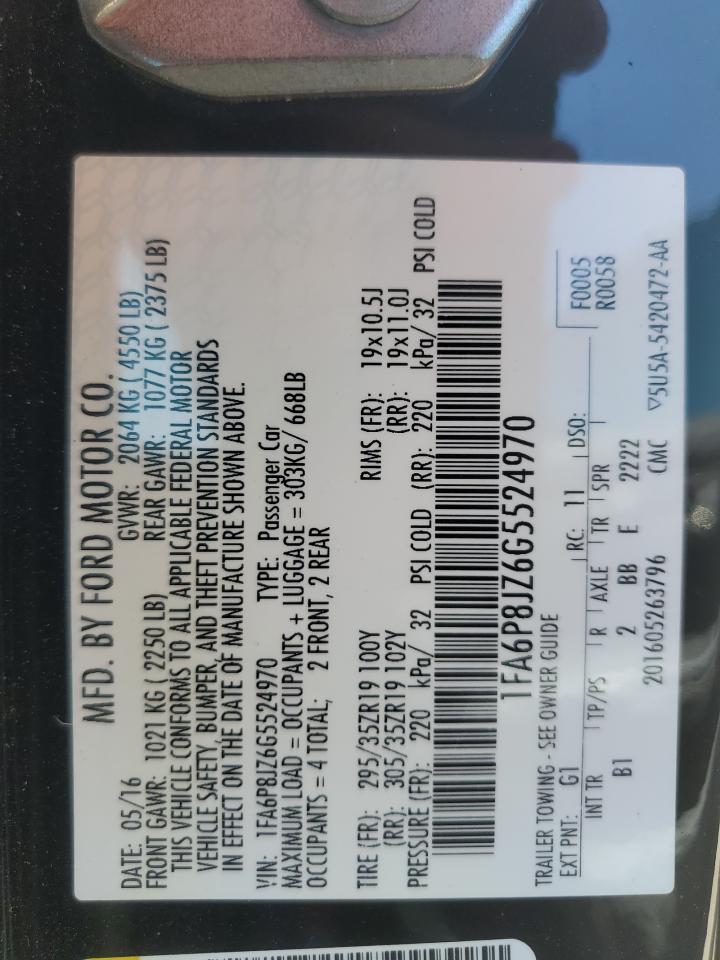 MFD. BY FORD MOTOR CO.
DATE: 05/16 GVWR: 2064 KG ( 4550 LB)
FRONT GAWR: 1021 KG ( 2250 LB) REAR GAWR: 1077 KG ( 2375 LB)
THIS VEHICLE CONFORMS TO ALL APPLICABLE FEDERAL MOTOR
VEHICLE SAFETY, BUMPER, AND THEFT PREVENTION STANDARDS
IN EFFECT ON THE DATE OF MANUFACTURE SHOWN ABOVE.
VIN: 1FA6P8JZ6G5524970 TYPE: Passenger Car
MAXIMUM LOAD = OCCUPANTS + LUGGAGE = 303KG/ 668LB
OCCUPANTS = 4 TOTAL; 2 FRONT, 2 REAR
TIRE (FR): 295/35ZR19 100Y RIMS (FR): 19x10.5J
(RR): 305/35ZR19 102Y (RR): 19x11.0J
PRESSURE (FR): 220 kPa/ 32 PSI COLD (RR): 220 kPa/ 32 PSI COLD
1FA6P8JZ6G5524970
TRAILER TOWING - SEE OWNER GUIDE F0005
EXT PNT: G1 RC: 11 DSO: R0058
INT TR TP/PS R AXLE TR SPR
B1 2 BB E 2222
201605263796 CMC ▽5U5A-5420472-AA